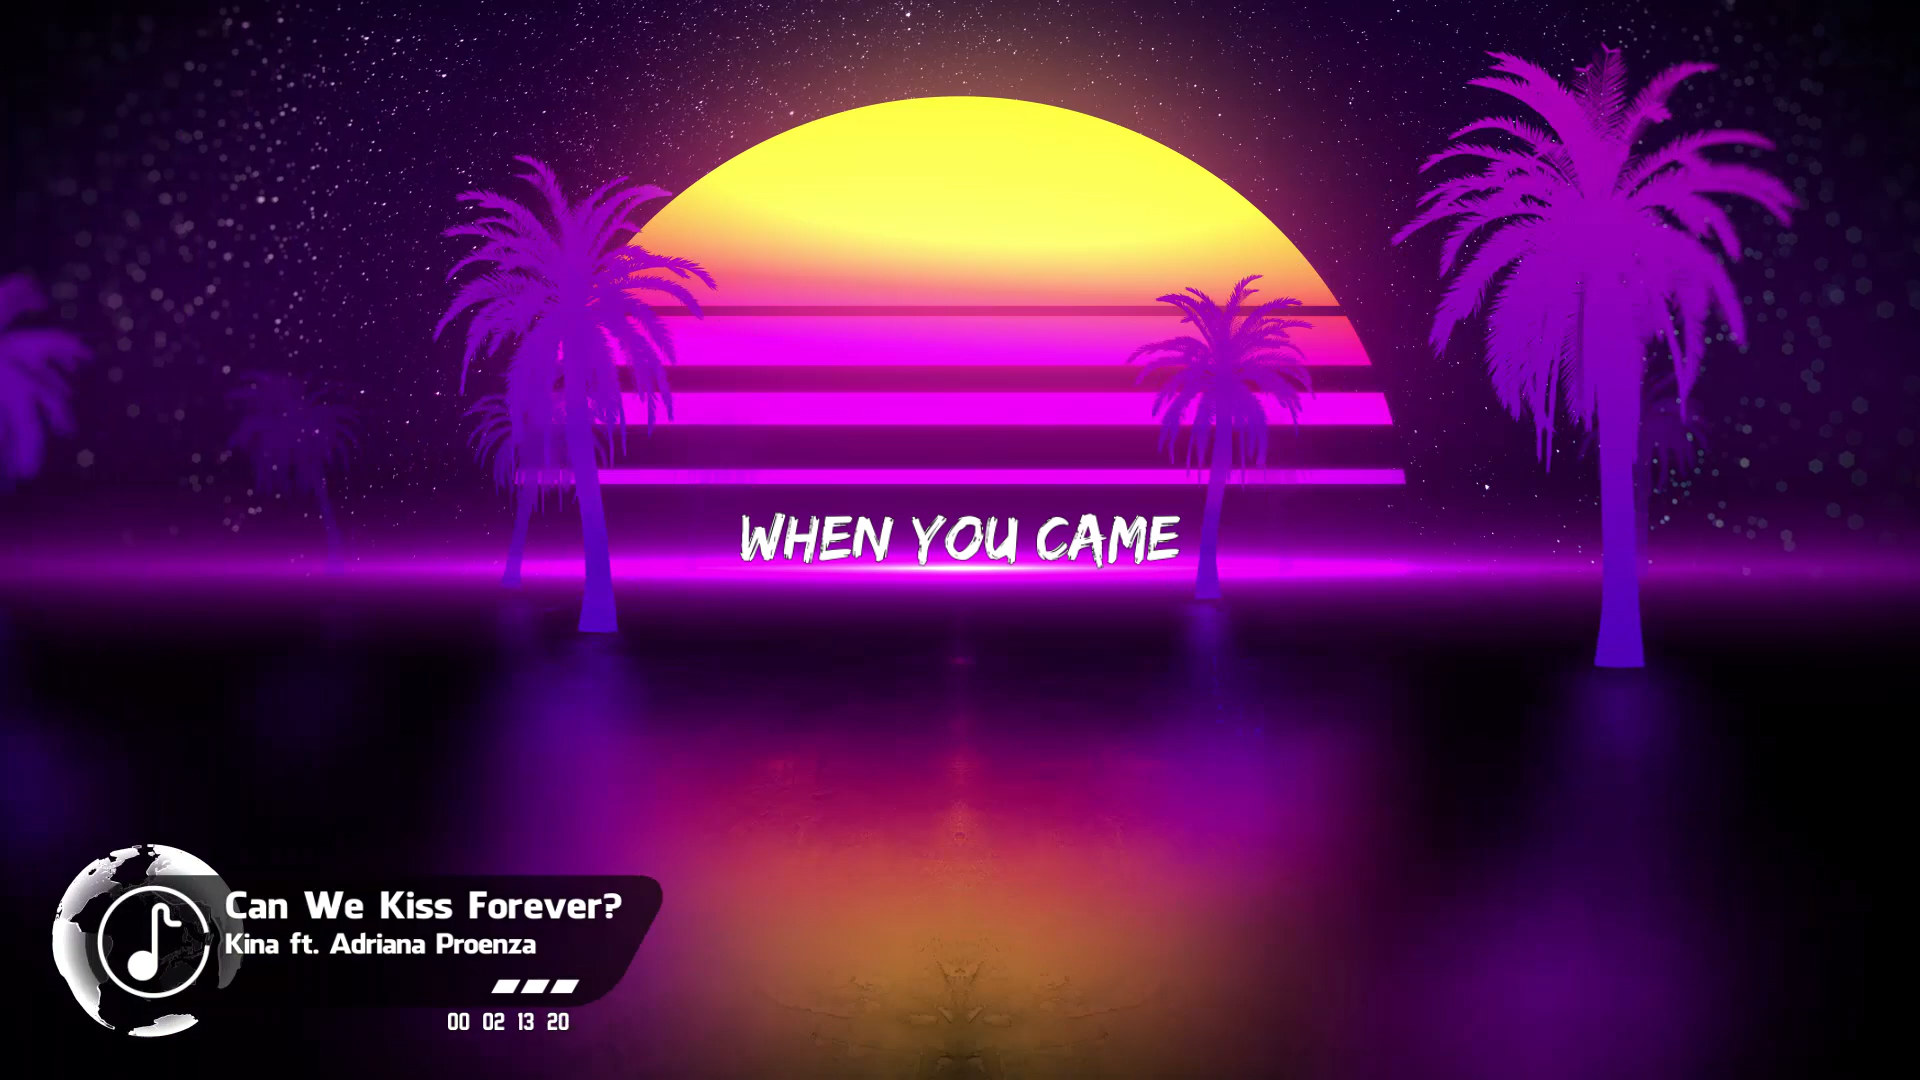 WHEN YOU CAME
Can We Kiss Forever?
Kina ft. Adriana Proenza
00 02 13 20